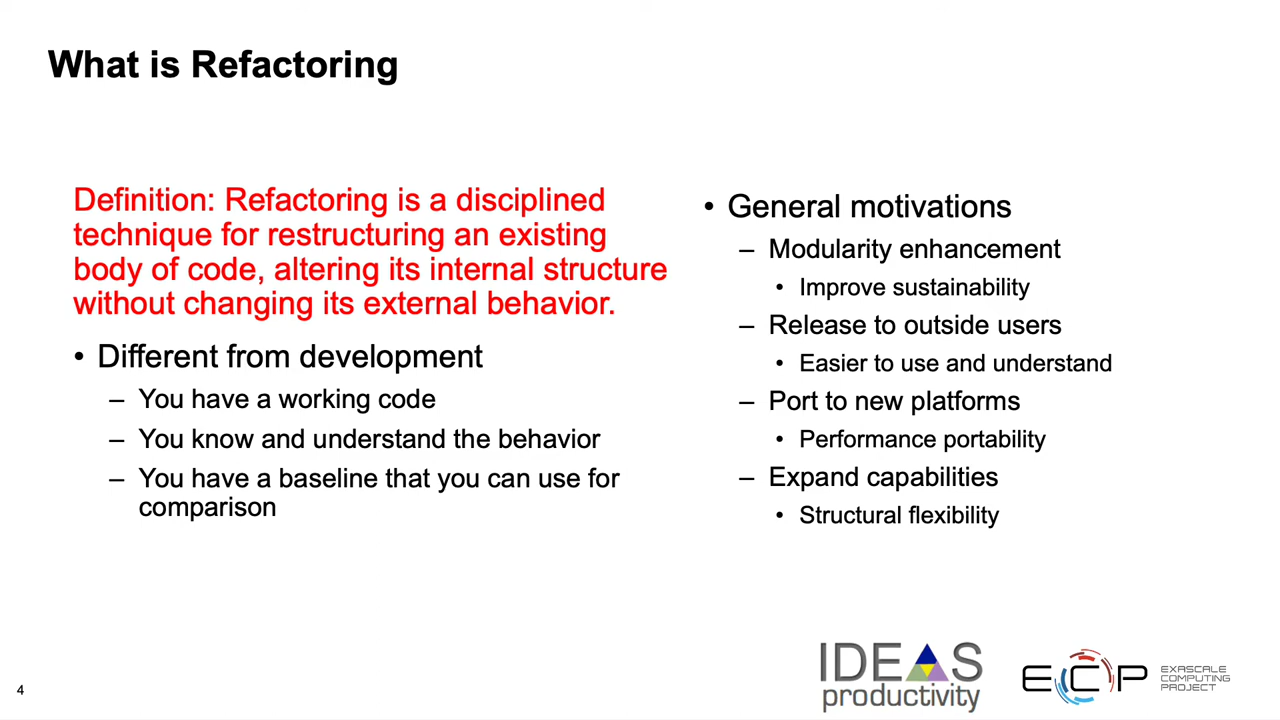 What is Refactoring
Definition: Refactoring is a disciplined
technique for restructuring an existing
body of code, altering its internal structure
without changing its external behavior.
• Different from development
– You have a working code
– You know and understand the behavior
– You have a baseline that you can use for
comparison
• General motivations
– Modularity enhancement
• Improve sustainability
– Release to outside users
• Easier to use and understand
– Port to new platforms
• Performance portability
– Expand capabilities
• Structural flexibility
4
IDEAS
productivity
ECP
EXASCALE
COMPUTING
PROJECT